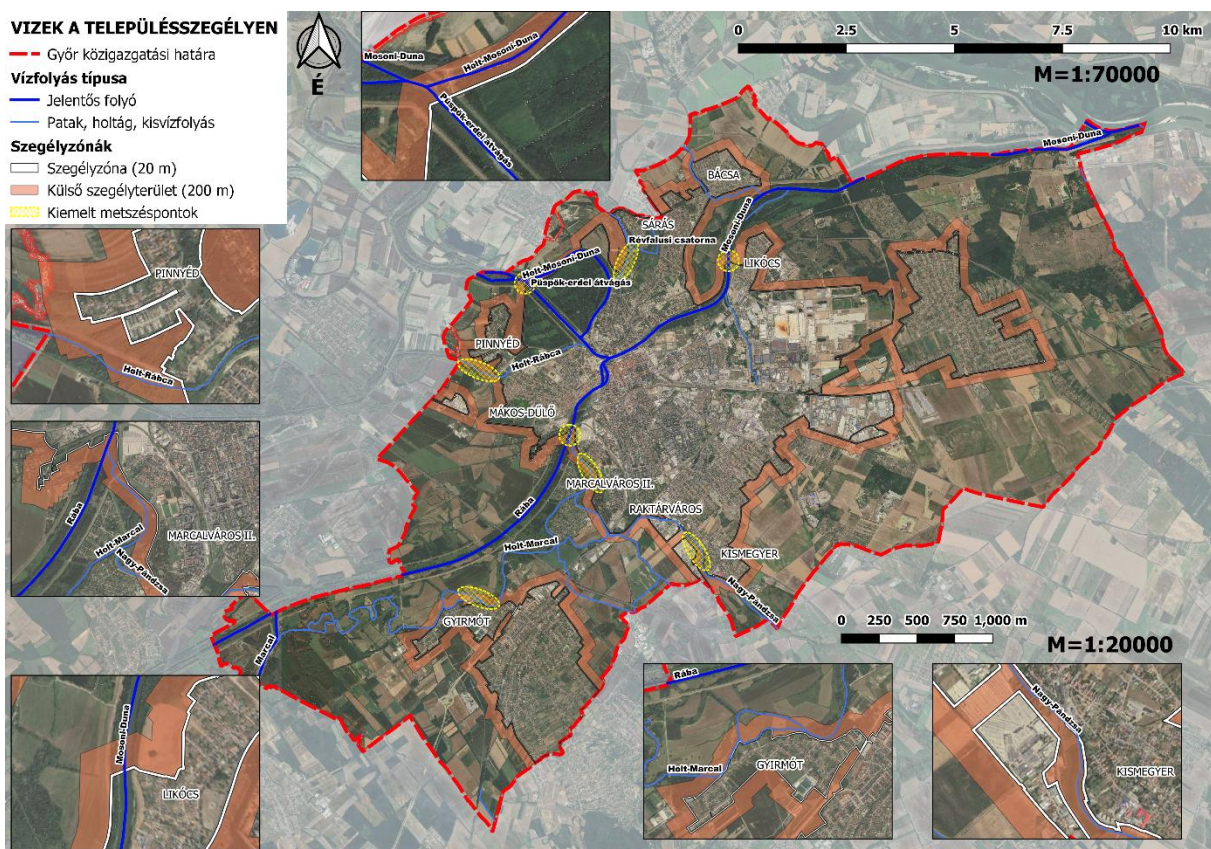 VIZEK A TELEPÜLÉSSZEGÉLYEN
Győr közigazgatási határa
Vízfolyás típusa
Jelentős folyó
Patak, holtág, kisvízfolyás
Szegélyzónák
Szegélyzóna (20 m)
Külső szegélyterület (200 m)
Kiemelt metszéspontok
É
Mosoni-Duna
Holt-Mosoni-Duna
Püspök-erdei átvágás
0 2.5 5 7.5 10 km
M=1:70000
Mosoni-Duna
BÁCSA
SÁRÁS
Révfalusi csatorna
Mosoni-Duna
LIKÓCS
Holt-Mosoni-Duna
Püspök-erdei átvágás
PINNYÉD
Holt-Rábca
MÁKOS-DŰLŐ
MARCALVÁROS II.
RAKTÁRVÁROS
Rába
Holt-Marcal
KISMEGYER
Nagy-Pándzsa
GYIRMÓT
Marcal
PINNYÉD
Holt-Rábca
Rába
Holt-Marcal
Nagy-Pándzsa
MARCALVÁROS II.
Mosoni-Duna
LIKÓCS
0 250 500 750 1,000 m
M=1:20000
Rába
Holt-Marcal
GYIRMÓT
Nagy-Pándzsa
KISMEGYER